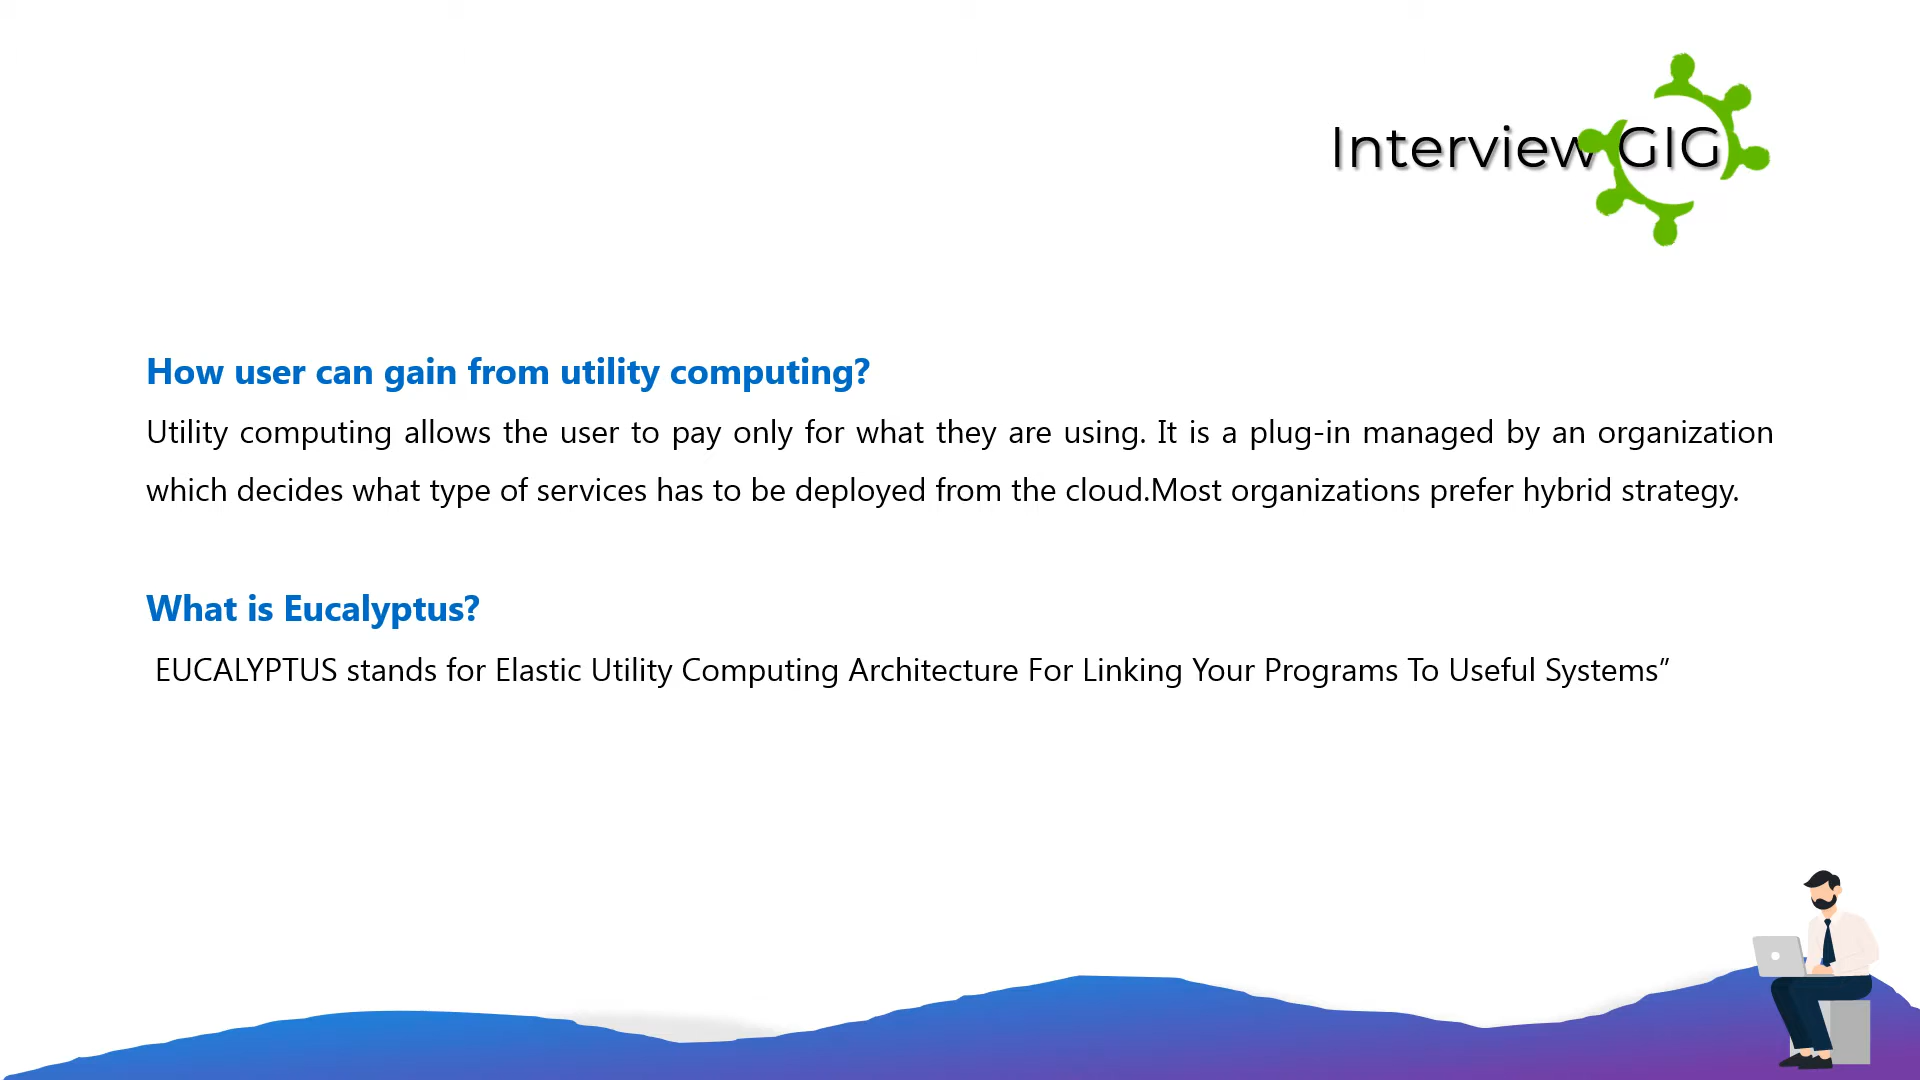 Interview GIG
How user can gain from utility computing?
Utility computing allows the user to pay only for what they are using. It is a plug-in managed by an organization
which decides what type of services has to be deployed from the cloud.Most organizations prefer hybrid strategy.
What is Eucalyptus?
EUCALYPTUS stands for Elastic Utility Computing Architecture For Linking Your Programs To Useful Systems”